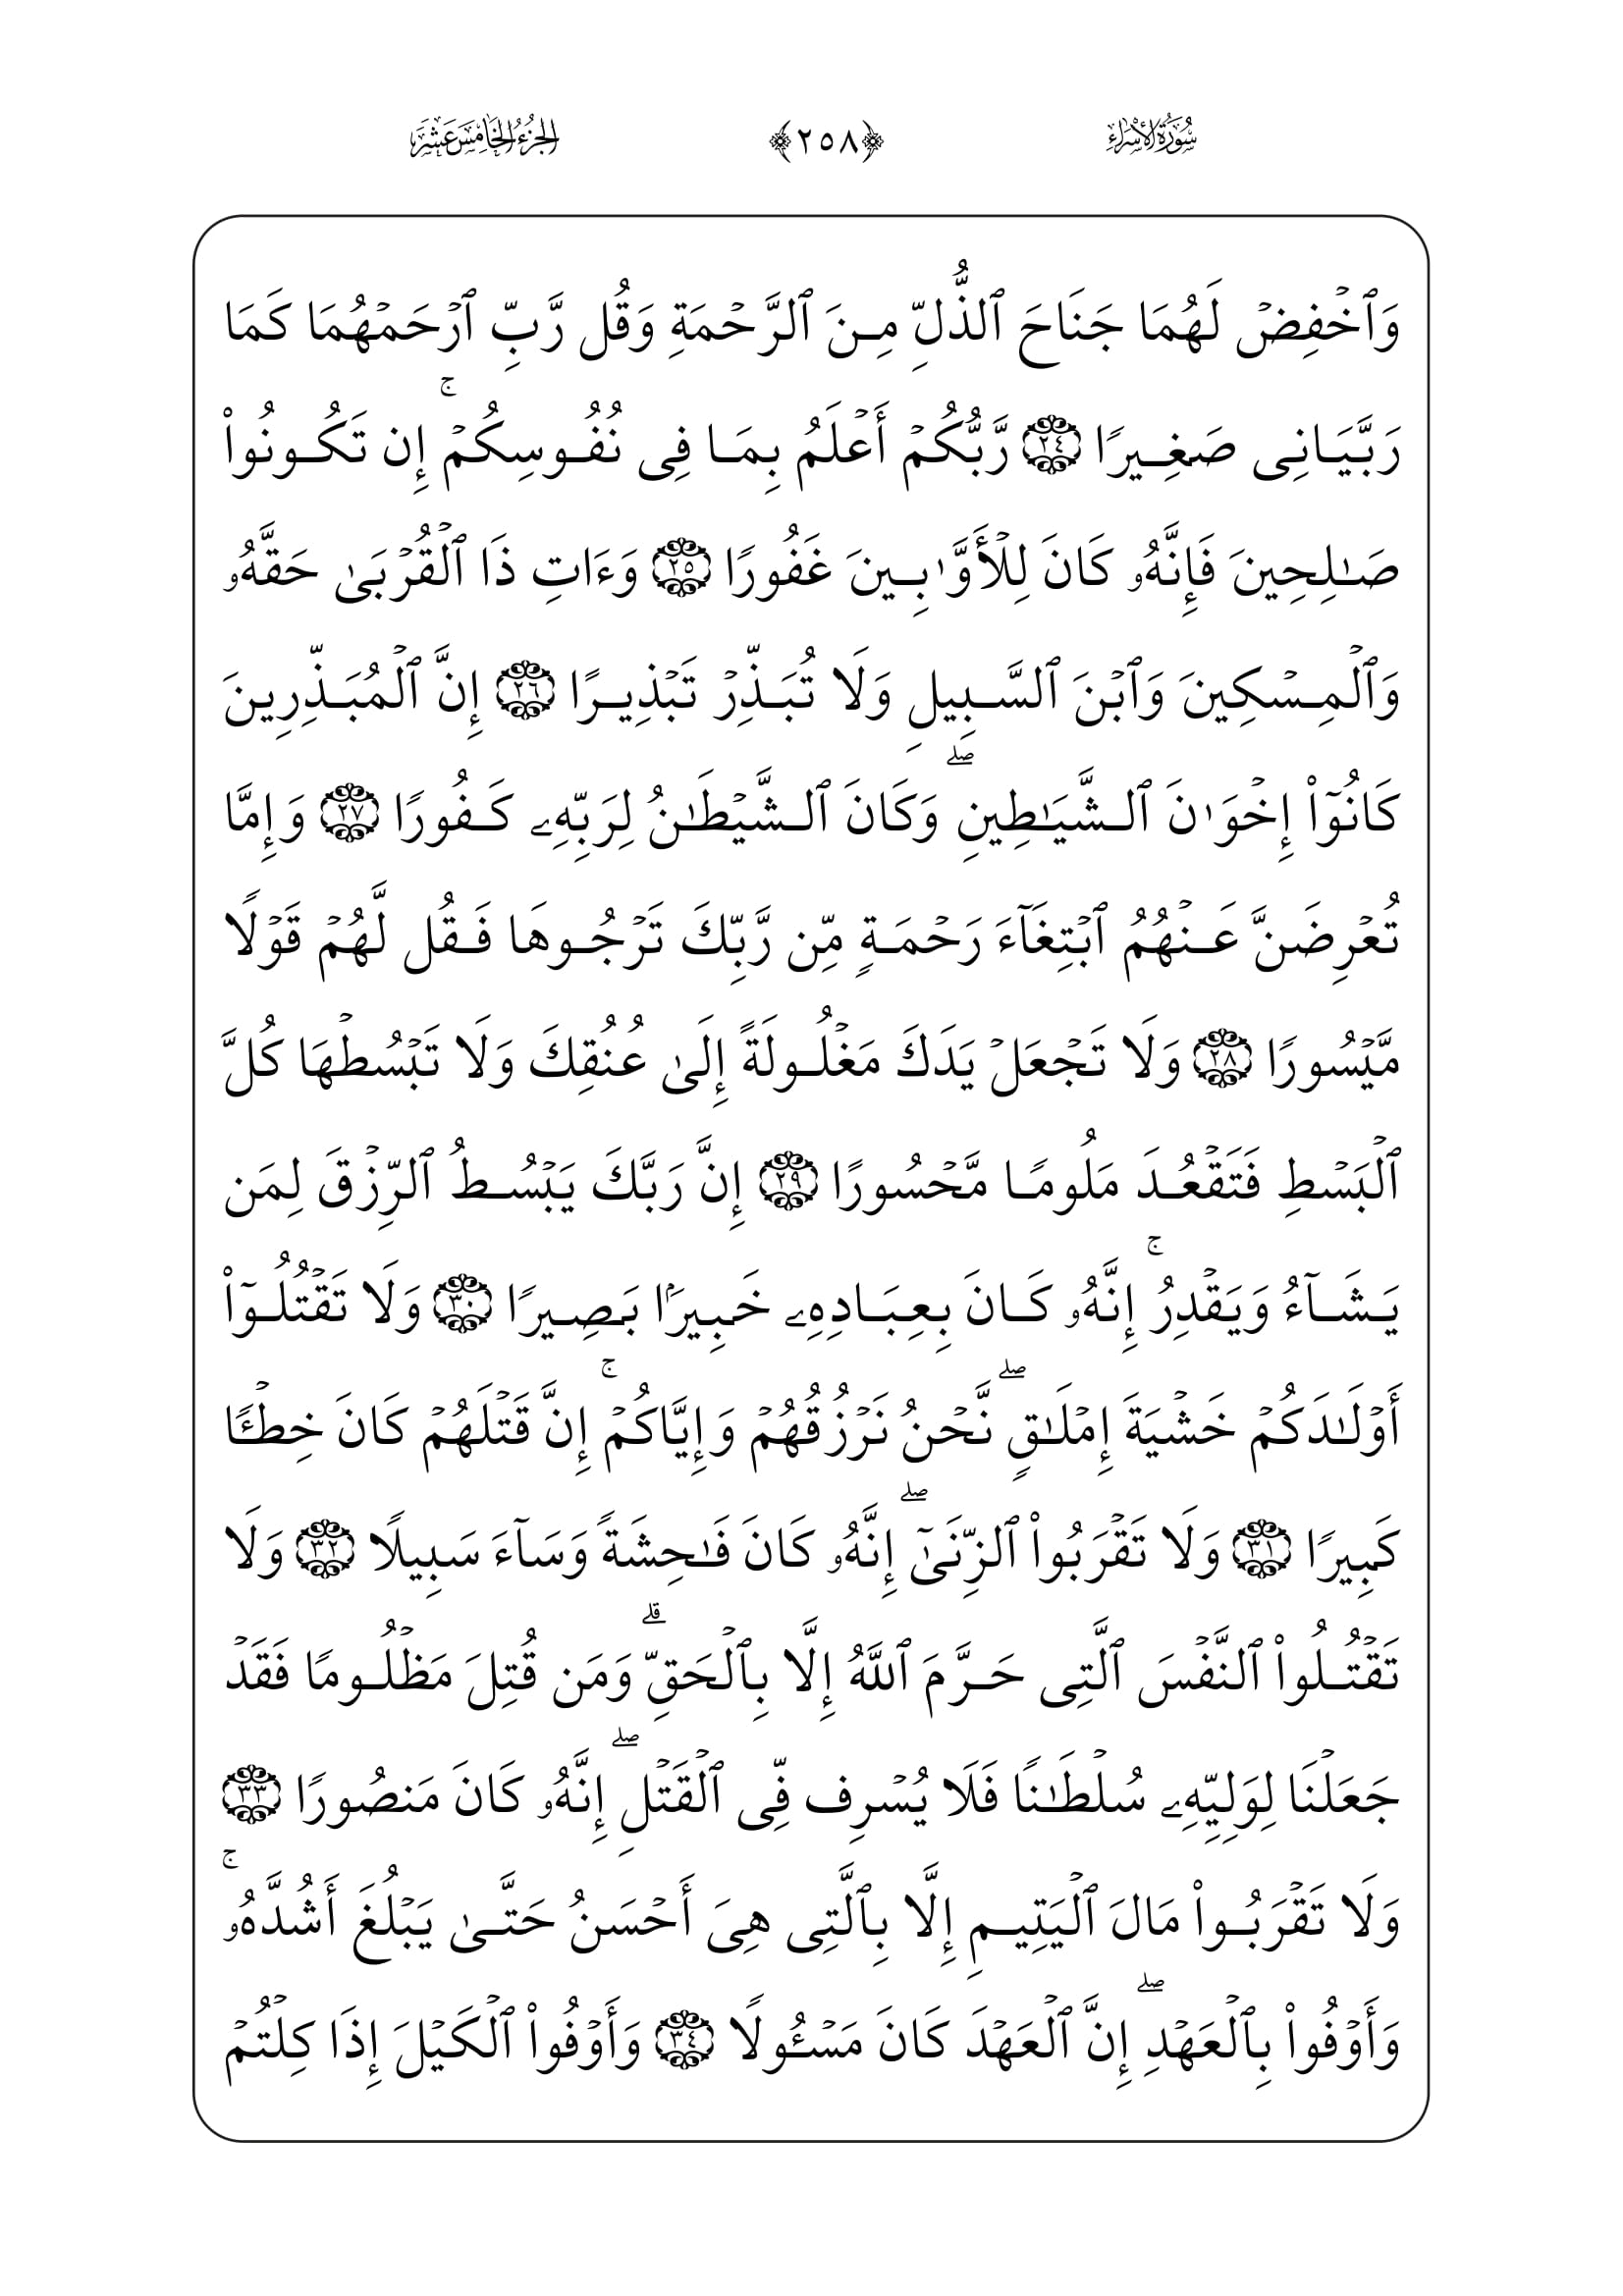 سُورَةُ الإِسْرَاءِ ﴿٢٥٨﴾ الجُزْءُ الخَامِسَ عَشَرَ
وَٱخْفِضْ لَهُمَا جَنَاحَ ٱلذُّلِّ مِنَ ٱلرَّحْمَةِ وَقُل رَّبِّ ٱرْحَمْهُمَا كَمَا
رَبَّيَانِى صَغِيرًا ٢٤ رَّبُّكُمْ أَعْلَمُ بِمَا فِى نُفُوسِكُمْ ۚ إِن تَكُونُوا۟
صَـٰلِحِينَ فَإِنَّهُۥ كَانَ لِلْأَوَّٰبِينَ غَفُورًا ٢٥ وَءَاتِ ذَا ٱلْقُرْبَىٰ حَقَّهُۥ
وَٱلْمِسْكِينَ وَٱبْنَ ٱلسَّبِيلِ وَلَا تُبَذِّرْ تَبْذِيرًا ٢٦ إِنَّ ٱلْمُبَذِّرِينَ
كَانُوٓا۟ إِخْوَٰنَ ٱلشَّيَـٰطِينِ ۖ وَكَانَ ٱلشَّيْطَـٰنُ لِرَبِّهِۦ كَفُورًا ٢٧ وَإِمَّا
تُعْرِضَنَّ عَنْهُمُ ٱبْتِغَآءَ رَحْمَةٍ مِّن رَّبِّكَ تَرْجُوهَا فَقُل لَّهُمْ قَوْلًا
مَّيْسُورًا ٢٨ وَلَا تَجْعَلْ يَدَكَ مَغْلُولَةً إِلَىٰ عُنُقِكَ وَلَا تَبْسُطْهَا كُلَّ
ٱلْبَسْطِ فَتَقْعُدَ مَلُومًا مَّحْسُورًا ٢٩ إِنَّ رَبَّكَ يَبْسُطُ ٱلرِّزْقَ لِمَن
يَشَآءُ وَيَقْدِرُ ۚ إِنَّهُۥ كَانَ بِعِبَادِهِۦ خَبِيرًۢا بَصِيرًا ٣٠ وَلَا تَقْتُلُوٓا۟
أَوْلَـٰدَكُمْ خَشْيَةَ إِمْلَـٰقٍ ۖ نَّحْنُ نَرْزُقُهُمْ وَإِيَّاكُمْ ۚ إِنَّ قَتْلَهُمْ كَانَ خِطْـًٔا
كَبِيرًا ٣١ وَلَا تَقْرَبُوا۟ ٱلزِّنَىٰٓ ۖ إِنَّهُۥ كَانَ فَـٰحِشَةً وَسَآءَ سَبِيلًا ٣٢ وَلَا
تَقْتُلُوا۟ ٱلنَّفْسَ ٱلَّتِى حَرَّمَ ٱللَّهُ إِلَّا بِٱلْحَقِّ ۗ وَمَن قُتِلَ مَظْلُومًا فَقَدْ
جَعَلْنَا لِوَلِيِّهِۦ سُلْطَـٰنًا فَلَا يُسْرِف فِّى ٱلْقَتْلِ ۖ إِنَّهُۥ كَانَ مَنصُورًا ٣٣
وَلَا تَقْرَبُوا۟ مَالَ ٱلْيَتِيمِ إِلَّا بِٱلَّتِى هِىَ أَحْسَنُ حَتَّىٰ يَبْلُغَ أَشُدَّهُۥ ۚ
وَأَوْفُوا۟ بِٱلْعَهْدِ ۖ إِنَّ ٱلْعَهْدَ كَانَ مَسْـُٔولًا ٣٤ وَأَوْفُوا۟ ٱلْكَيْلَ إِذَا كِلْتُمْ